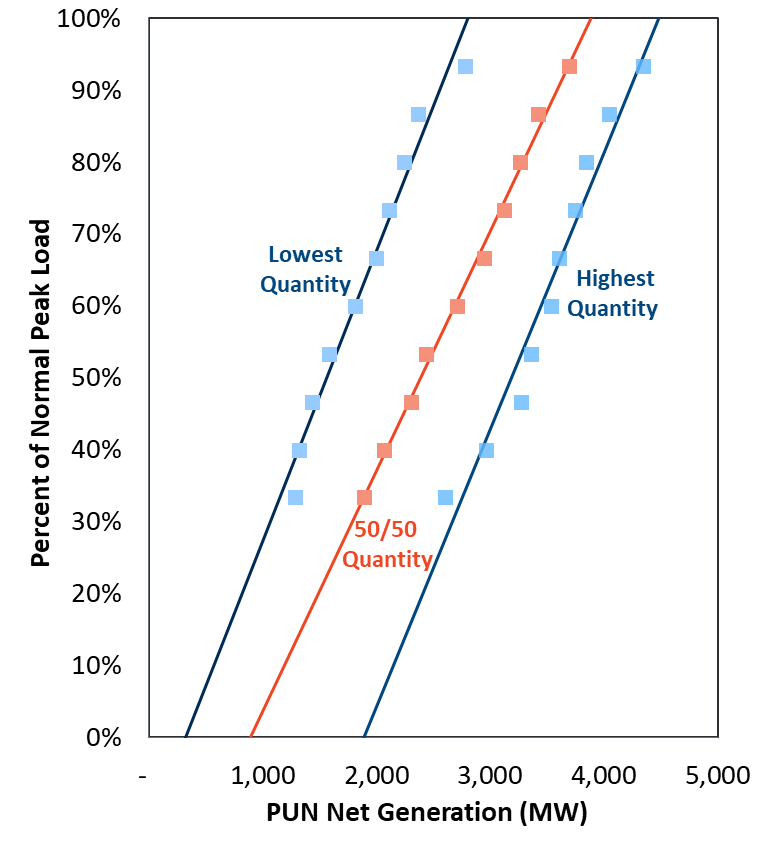 100%
90%
80%
70%
60%
50%
40%
30%
20%
10%
0%
Percent of Normal Peak Load
Lowest
Quantity
Highest
Quantity
50/50
Quantity
- 1,000 2,000 3,000 4,000 5,000
PUN Net Generation (MW)